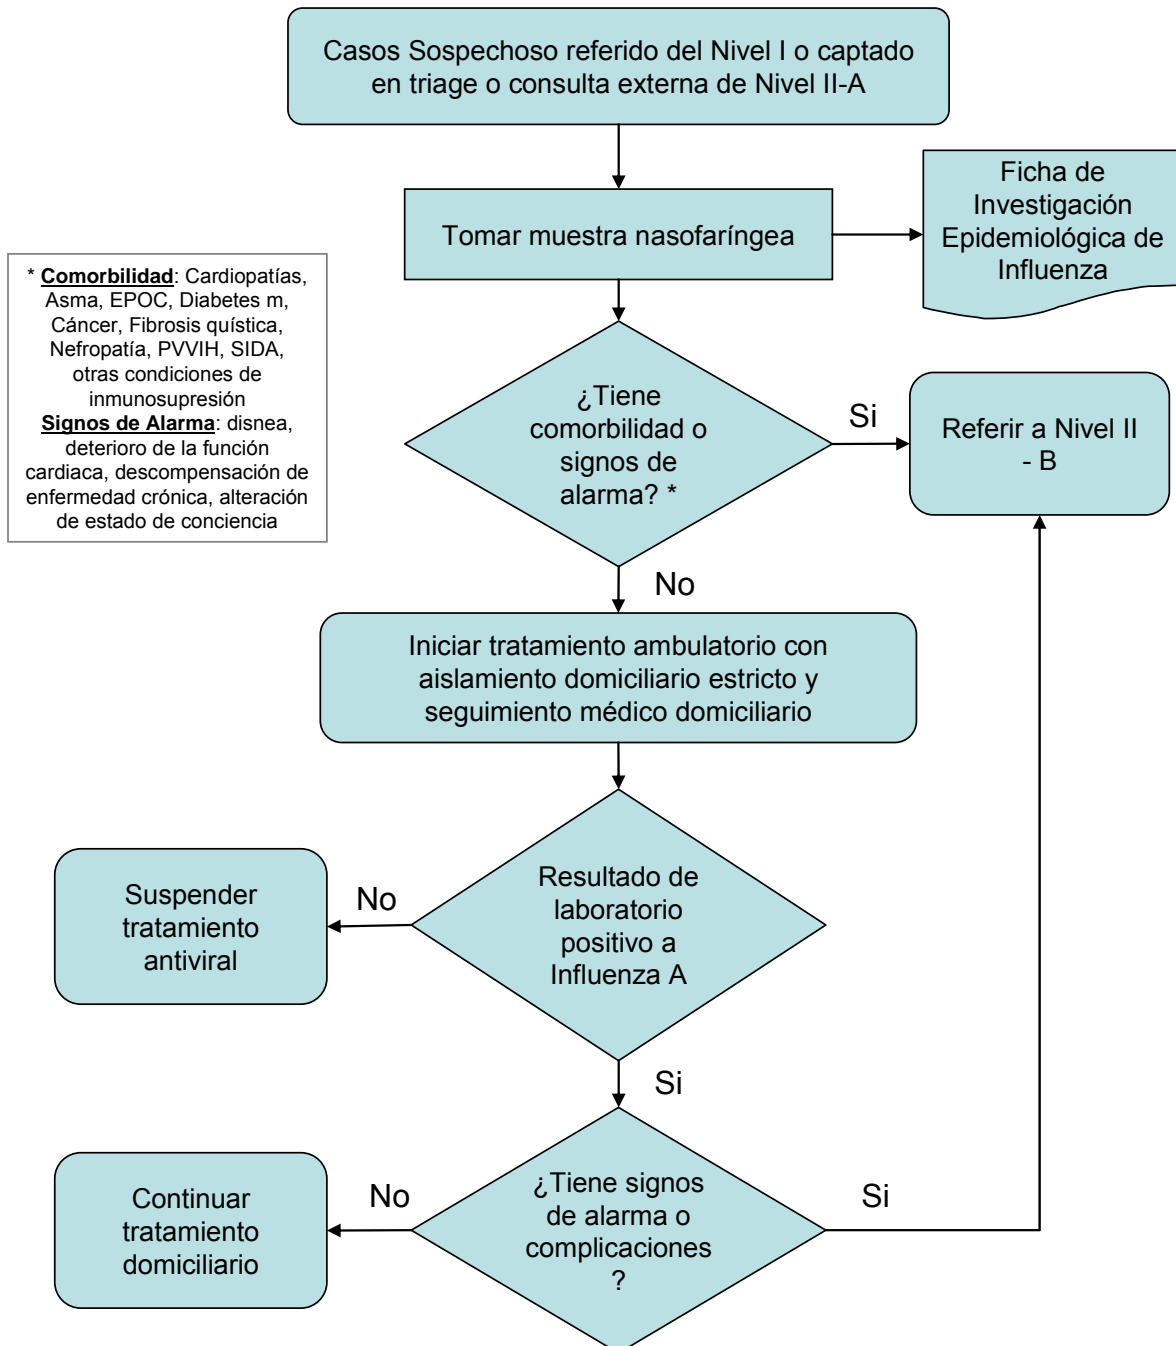 Casos Sospechoso referido del Nivel I o captado
en triage o consulta externa de Nivel II-A
Tomar muestra nasofaríngea
Ficha de
Investigación
Epidemiológica de
Influenza
* Comorbilidad: Cardiopatías,
Asma, EPOC, Diabetes m,
Cáncer, Fibrosis quística,
Nefropatía, PVVIH, SIDA,
otras condiciones de
inmunosupresión
Signos de Alarma: disnea,
deterioro de la función
cardiaca, descompensación de
enfermedad crónica, alteración
de estado de conciencia
¿Tiene
comorbilidad o
signos de
alarma? *
Si
Referir a Nivel II
- B
No
Iniciar tratamiento ambulatorio con
aislamiento domiciliario estricto y
seguimiento médico domiciliario
Resultado de
laboratorio
positivo a
Influenza A
No
Suspender
tratamiento
antiviral
Si
¿Tiene signos
de alarma o
complicaciones
?
No
Continuar
tratamiento
domiciliario
Si